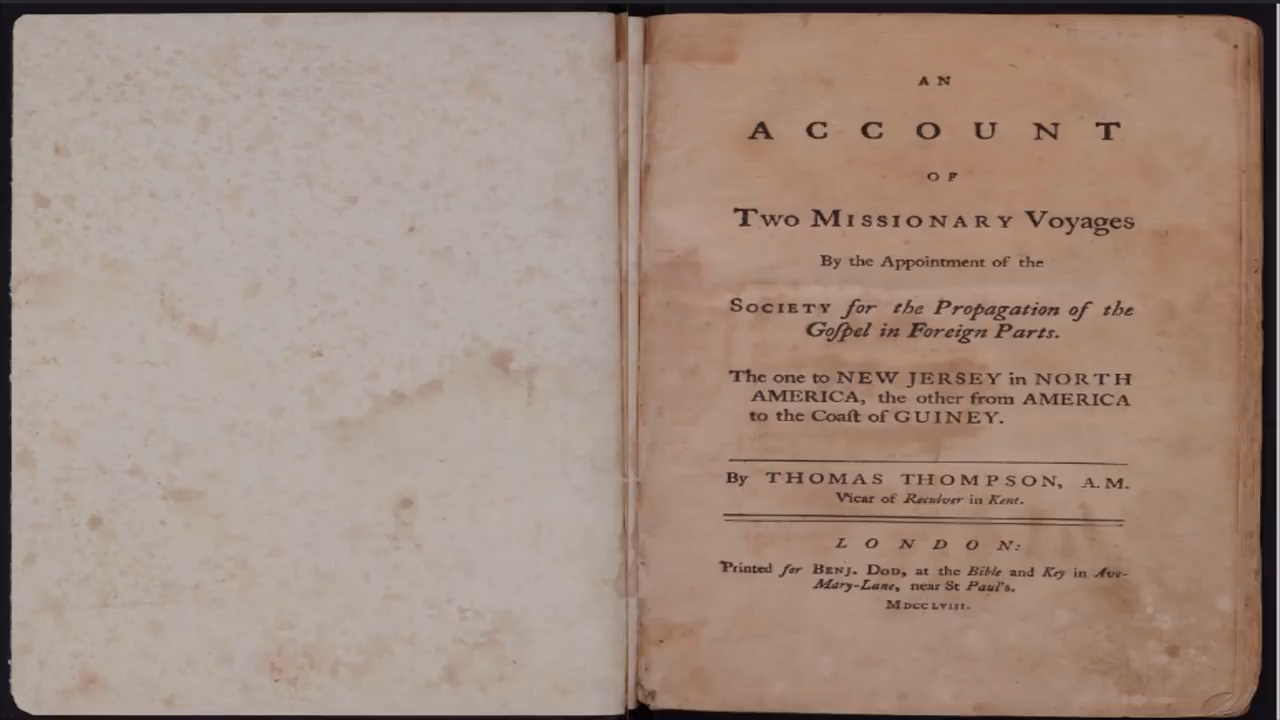 AN
ACCOUNT
OF
Two MISSIONARY Voyages
By the Appointment of the
SOCIETY for the Propagation of the
Goſpel in Foreign Parts.
The one to NEW JERSEY in NORTH
AMERICA, the other from AMERICA
to the Coaſt of GUINEY.
By THOMAS THOMPSON, A.M.
Vicar of Reculver in Kent.
LONDON:
Printed for BENJ. DOD, at the Bible and Key in Ave-
Mary-Lane, near St Paul's.
MDCCLVIII.